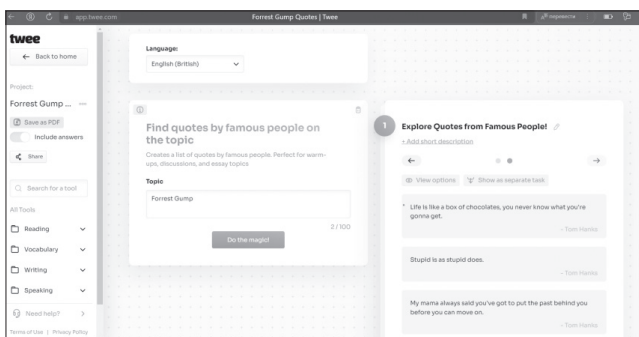 app.twee.com
Forrest Gump Quotes | Twee
перевести
twee
← Back to home
Project:
Forrest Gump ...
Save as PDF
Include answers
Share
Search for a tool
All Tools
Reading
Vocabulary
Writing
Speaking
Need help?
Terms of Use | Privacy Policy
Language:
English (British)
Find quotes by famous people on
the topic
Creates a list of quotes by famous people. Perfect for warm-
ups, discussions, and essay topics
Topic
Forrest Gump
2 / 100
Do the magic!
1
Explore Quotes from Famous People!
+ Add short description
View options
Show as separate task
Life is like a box of chocolates, you never know what you're
gonna get.
– Tom Hanks
Stupid is as stupid does.
– Tom Hanks
My mama always said you've got to put the past behind you
before you can move on.
– Tom Hanks